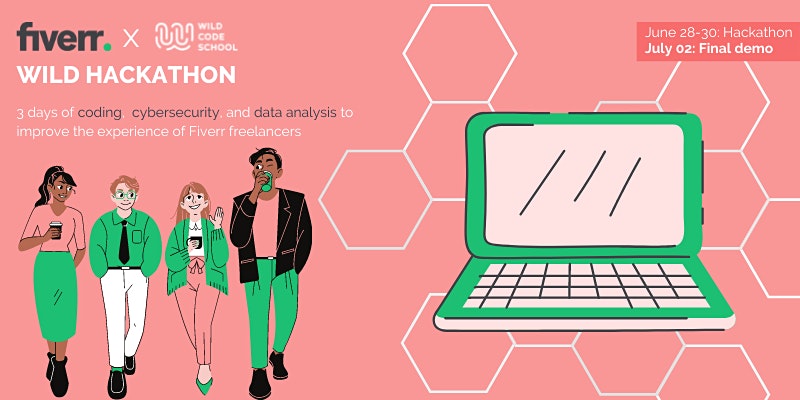 fiverr. X WILD
CODE
SCHOOL
WILD HACKATHON
3 days of coding, cybersecurity, and data analysis to
improve the experience of Fiverr freelancers
June 28-30: Hackathon
July 02: Final demo